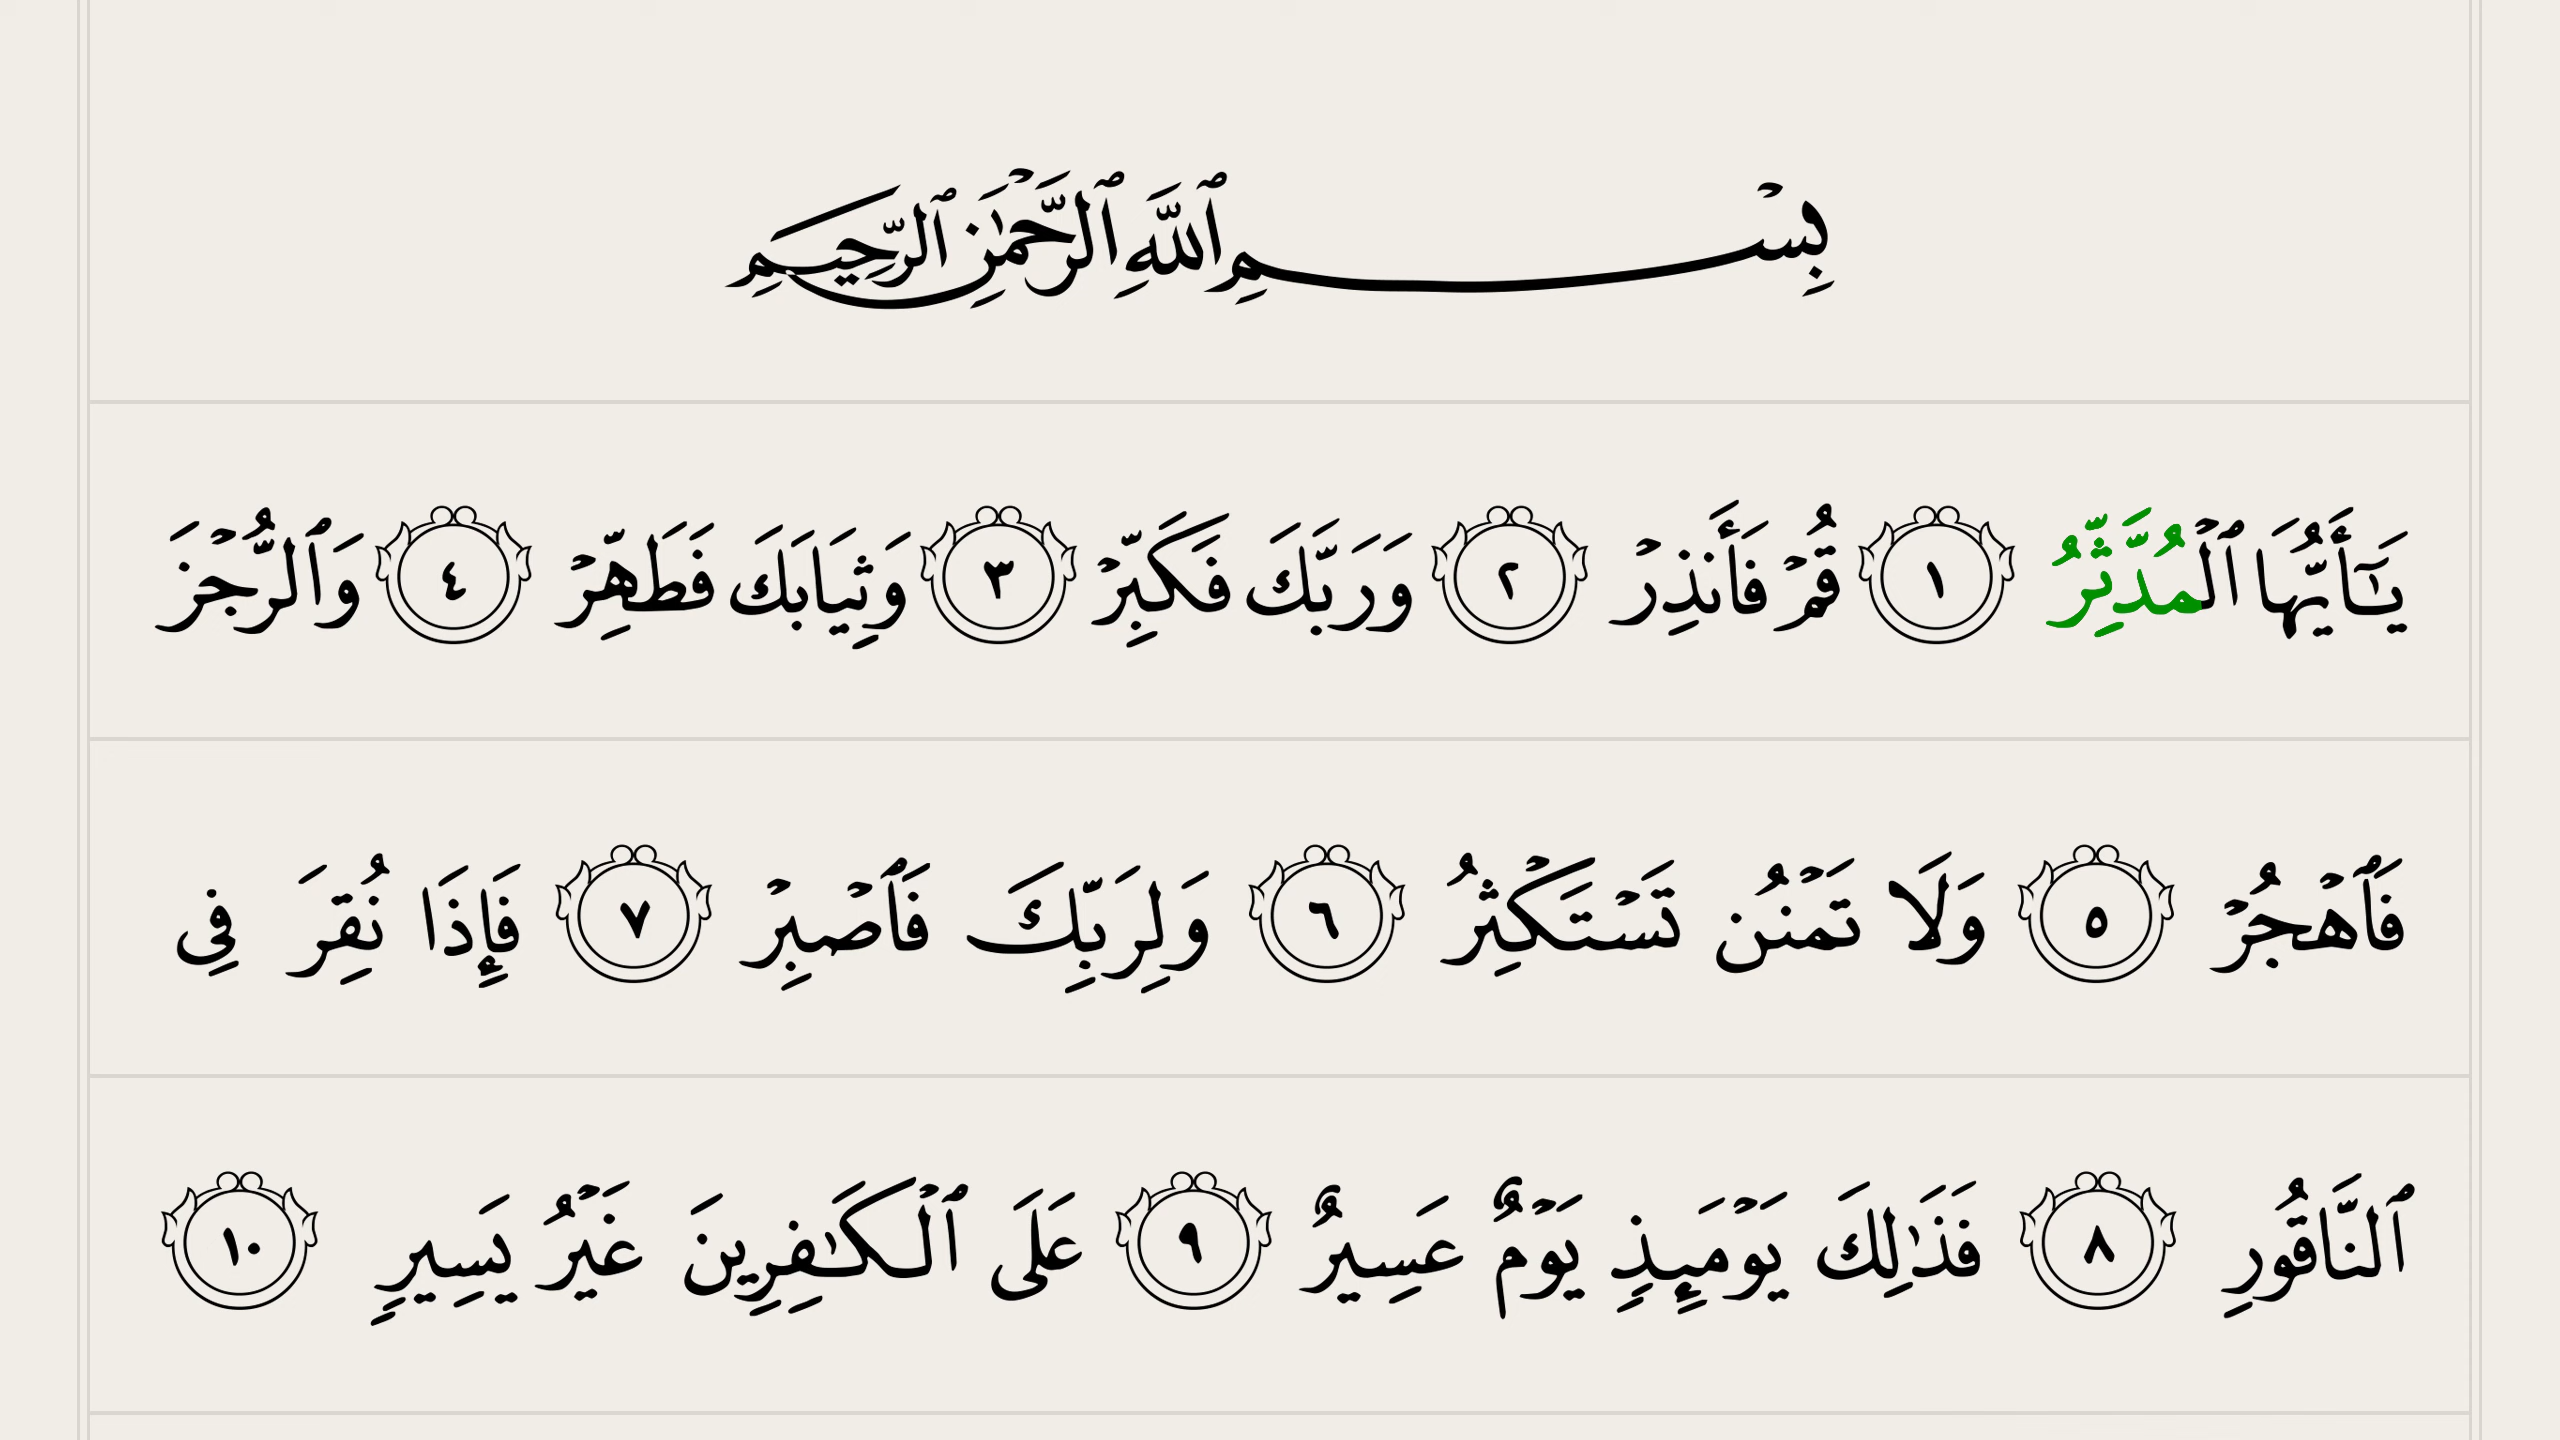 بِسْمِ ٱللَّهِ ٱلرَّحْمَٰنِ ٱلرَّحِيمِ
يَٰٓأَيُّهَا ٱلْمُدَّثِّرُ ١ قُمْ فَأَنذِرْ ٢ وَرَبَّكَ فَكَبِّرْ ٣ وَثِيَابَكَ فَطَهِّرْ ٤ وَٱلرُّجْزَ
فَٱهْجُرْ ٥ وَلَا تَمْنُن تَسْتَكْثِرُ ٦ وَلِرَبِّكَ فَٱصْبِرْ ٧ فَإِذَا نُقِرَ فِى
ٱلنَّاقُورِ ٨ فَذَٰلِكَ يَوْمَئِذٍ يَوْمٌ عَسِيرٌ ٩ عَلَى ٱلْكَٰفِرِينَ غَيْرُ يَسِيرٍ ١٠